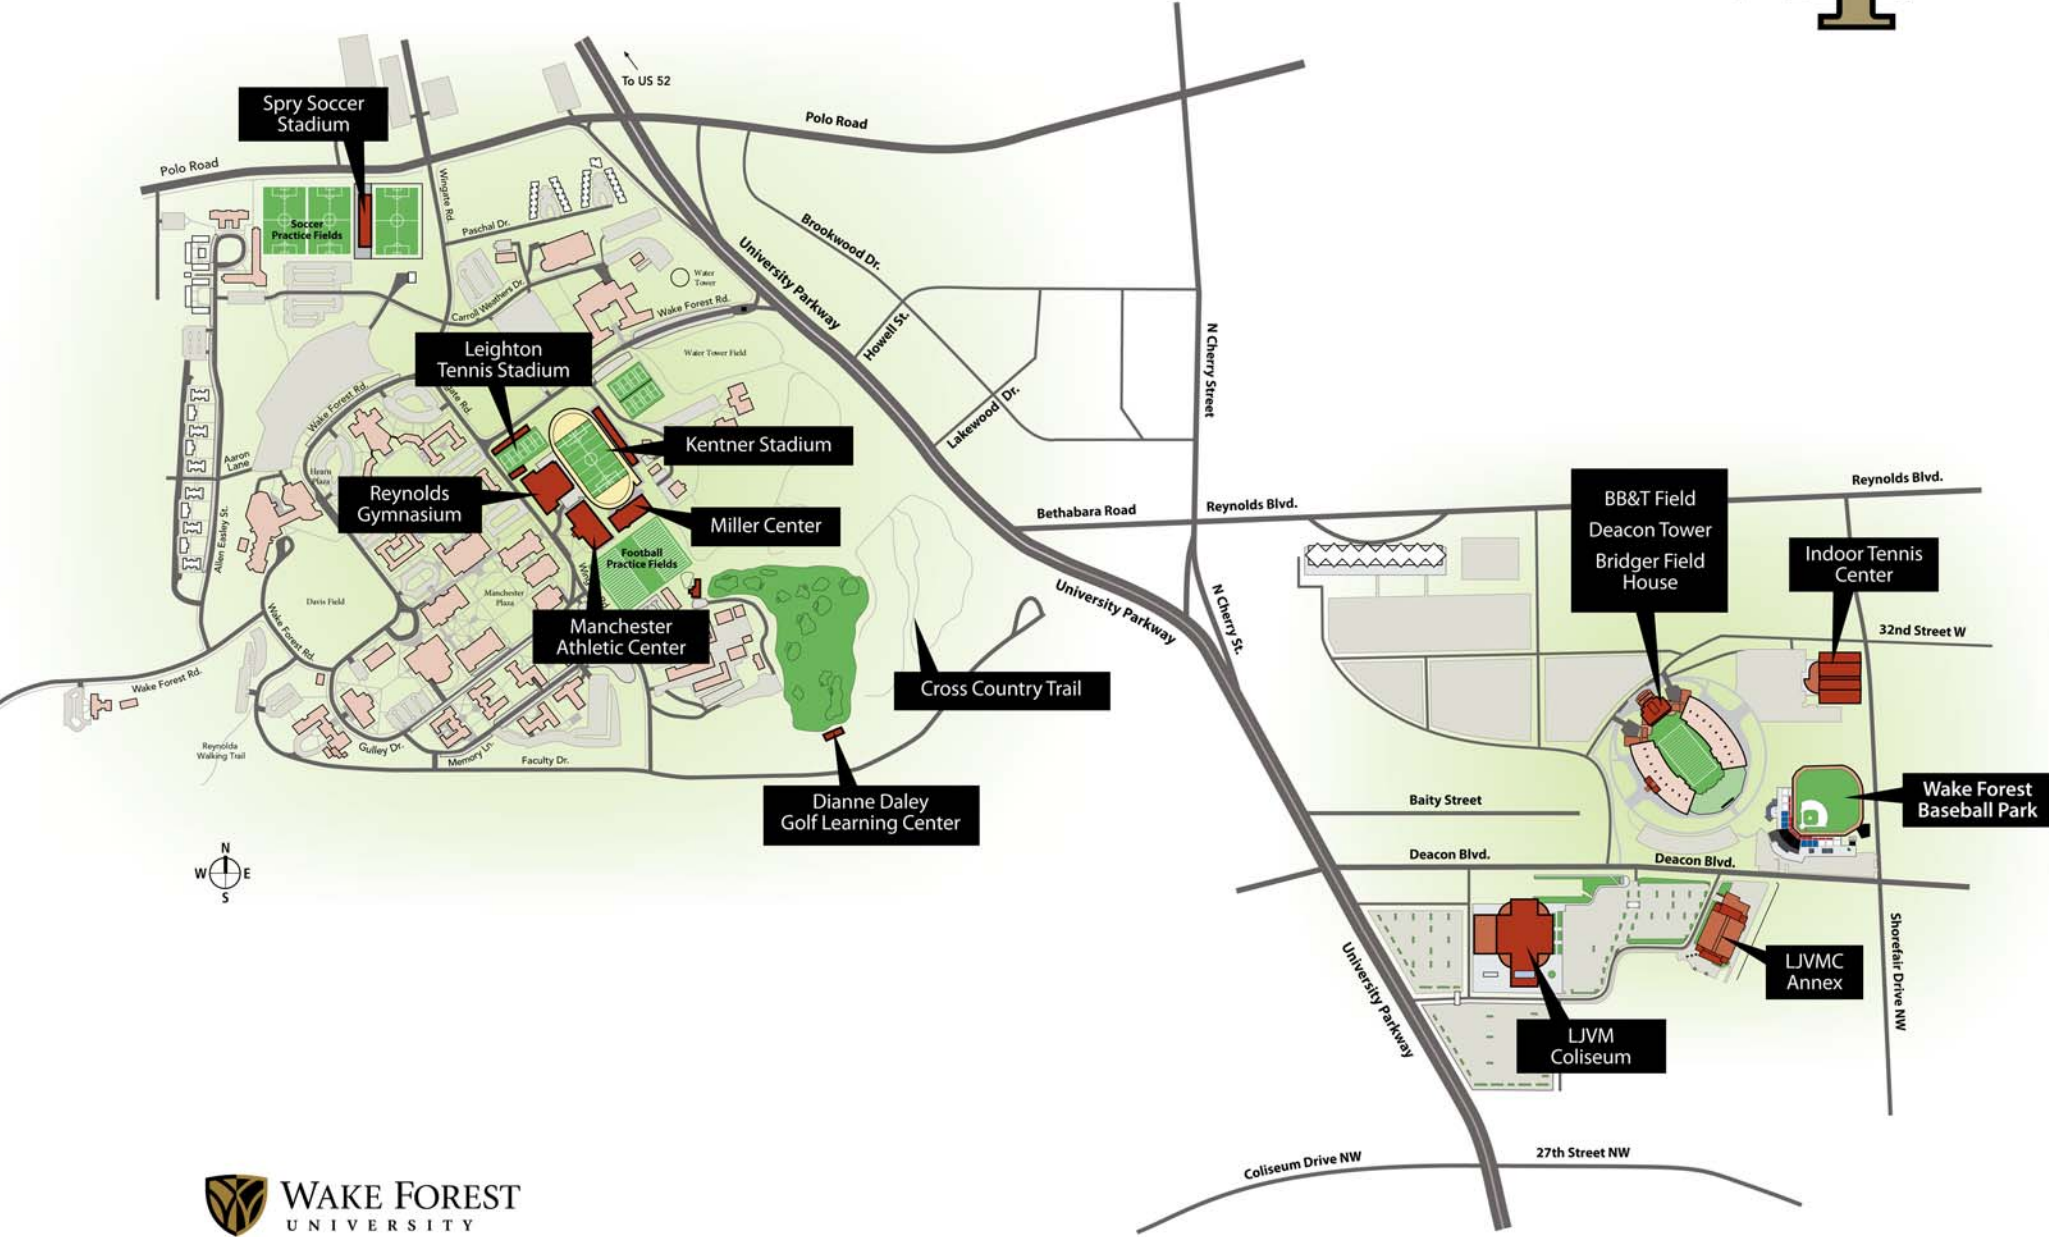 To US 52
Polo Road
Spry Soccer
Stadium
Polo Road
Wingate Rd.
Soccer
Practice Fields
Paschal Dr.
Brookwood Dr.
University Parkway
Water
Tower
Carroll Weathers Dr.
Wake Forest Rd.
Howell St.
N Cherry Street
Leighton
Tennis Stadium
Water Tower Field
Wake Forest Rd.
gate Rd.
Lakewood Dr.
Kentner Stadium
Aaron
Lane
Hearn
Plaza
Reynolds
Gymnasium
Miller Center
Bethabara Road
Reynolds Blvd.
Reynolds Blvd.
BB&T Field
Deacon Tower
Bridger Field
House
Indoor Tennis
Center
Allen Easley St.
Football
Practice Fields
Davis Field
Manchester
Plaza
University Parkway
N Cherry St.
32nd Street W
Wake Forest Rd.
Manchester
Athletic Center
Wake Forest Rd.
Cross Country Trail
Reynolda
Walking Trail
Gulley Dr.
Memory Ln.
Faculty Dr.
Dianne Daley
Golf Learning Center
Baity Street
Wake Forest
Baseball Park
Deacon Blvd.
Deacon Blvd.
N
W E
S
University Parkway
LJVMC
Annex
Shorefair Drive NW
LJVM
Coliseum
Coliseum Drive NW
27th Street NW
WAKE FOREST
UNIVERSITY